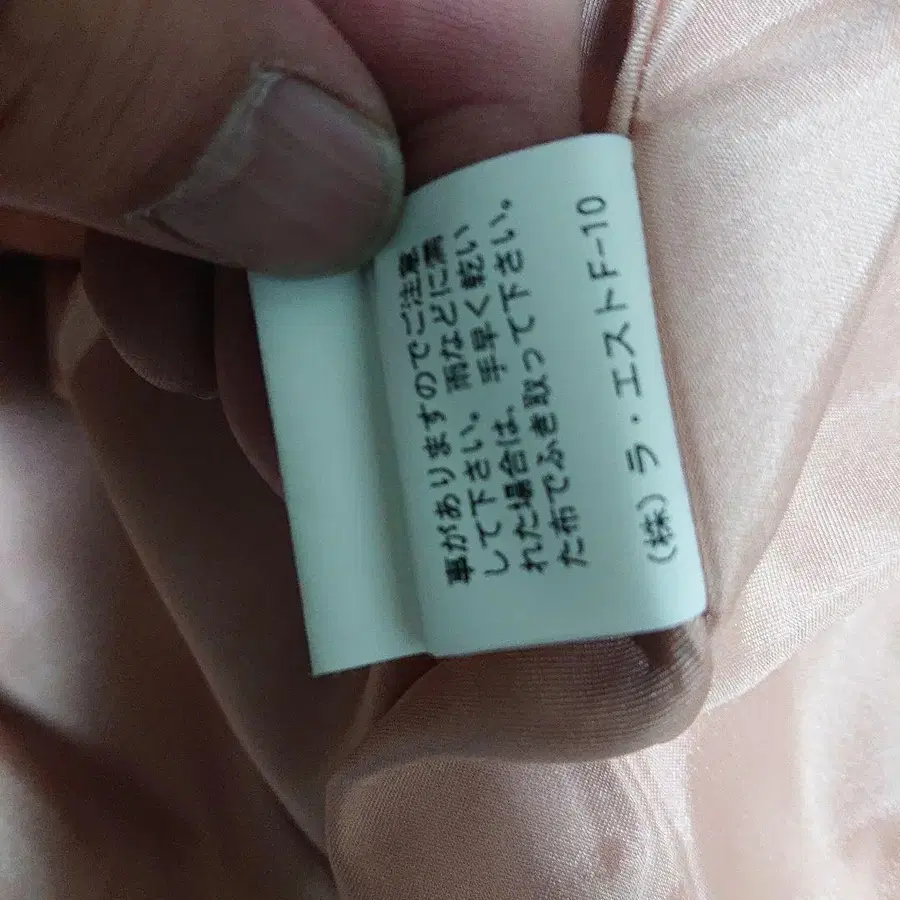 事がありますのでご注意
して下さい。雨などに濡
れた場合は、手早く乾い
た布でふき取って下さい。
(株)ラ・エストF-10